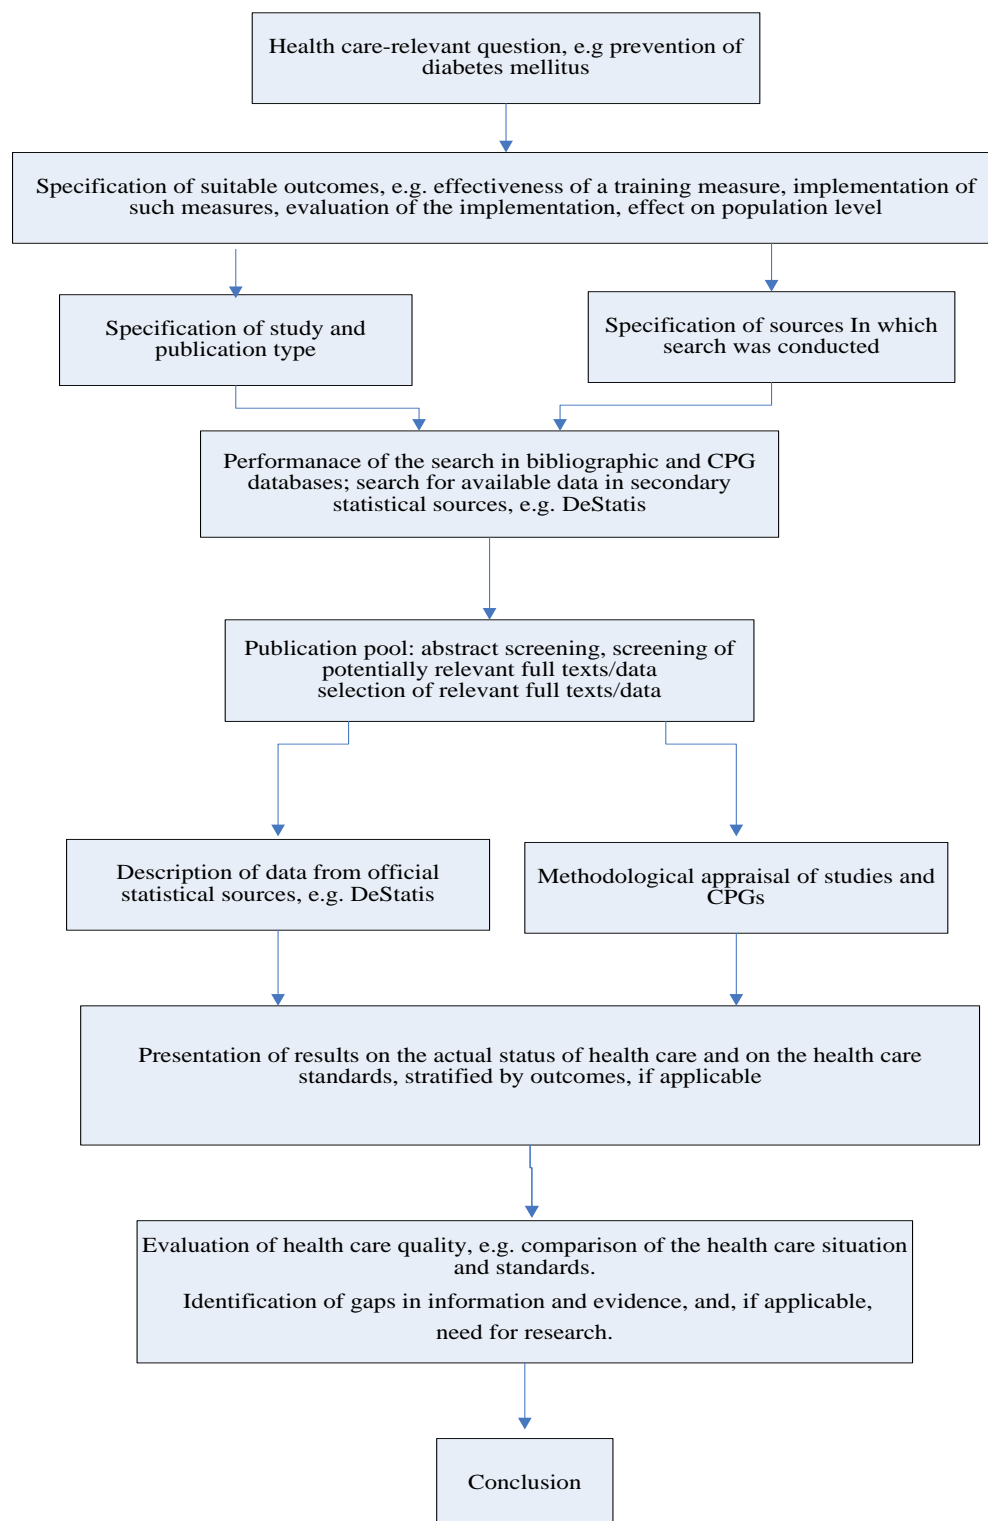 Health care-relevant question, e.g prevention of
diabetes mellitus
Specification of suitable outcomes, e.g. effectiveness of a training measure, implementation of
such measures, evaluation of the implementation, effect on population level
Specification of study and
publication type
Specification of sources In which
search was conducted
Performanace of the search in bibliographic and CPG
databases; search for available data in secondary
statistical sources, e.g. DeStatis
Publication pool: abstract screening, screening of
potentially relevant full texts/data
selection of relevant full texts/data
Description of data from official
statistical sources, e.g. DeStatis
Methodological appraisal of studies and
CPGs
Presentation of results on the actual status of health care and on the health care
standards, stratified by outcomes, if applicable
Evaluation of health care quality, e.g. comparison of the health care situation
and standards.
Identification of gaps in information and evidence, and, if applicable,
need for research.
Conclusion